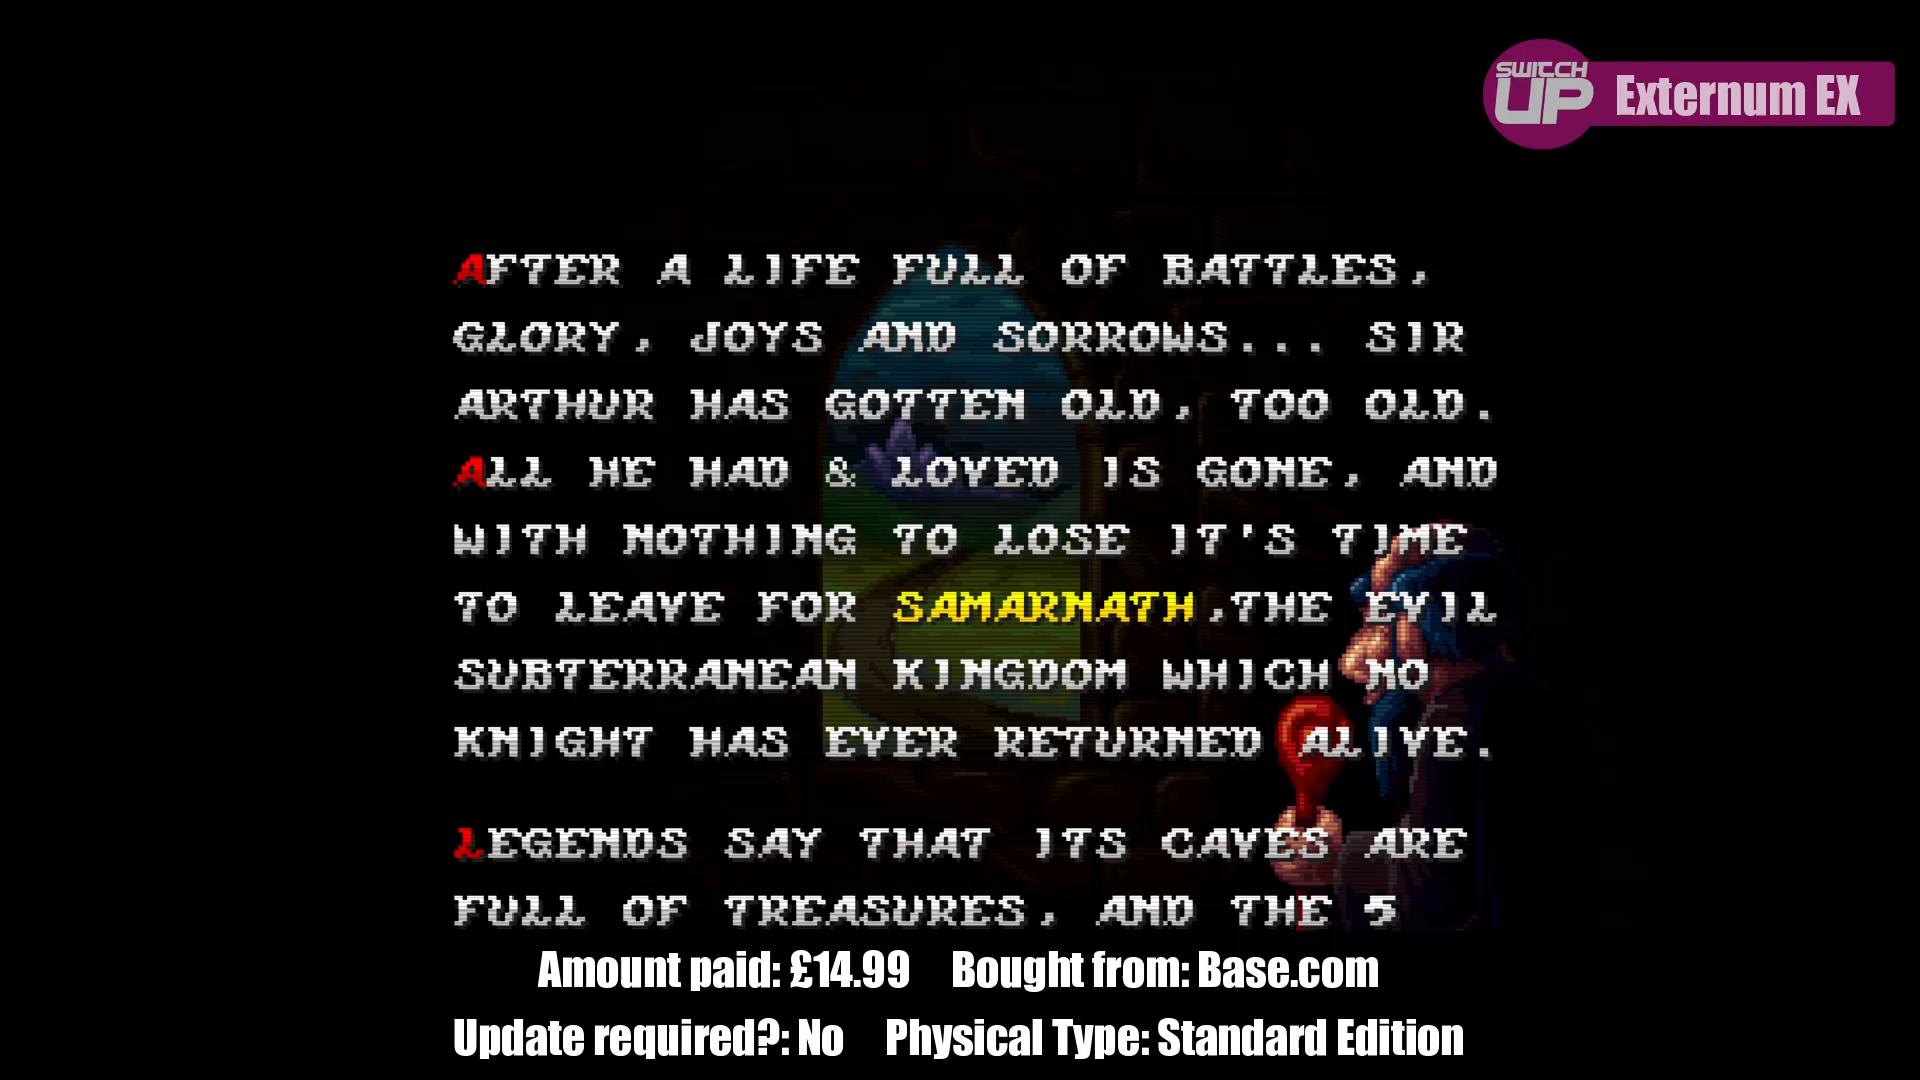 SWITCH
UP
Externum EX
AFTER A LIFE FULL OF BATTLES,
GLORY, JOYS AND SORROWS... SIR
ARTHUR HAS GOTTEN OLD, TOO OLD.
ALL HE HAD & LOVED IS GONE, AND
WITH NOTHING TO LOSE IT'S TIME
TO LEAVE FOR SAMARNATH,THE EVIL
SUBTERRANEAN KINGDOM WHICH NO
KNIGHT HAS EVER RETURNED ALIVE.
LEGENDS SAY THAT ITS CAVES ARE
FULL OF TREASURES, AND THE 5
Amount paid: £14.99 Bought from: Base.com
Update required?: No Physical Type: Standard Edition